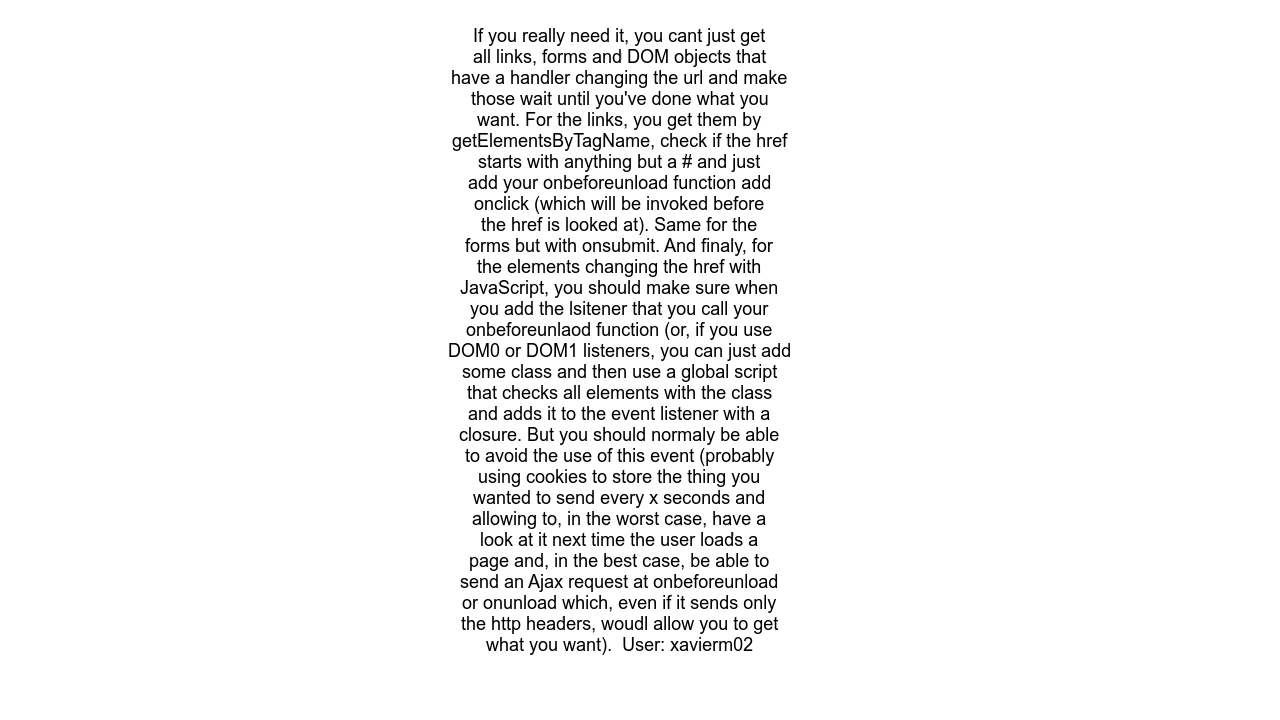 If you really need it, you cant just get
all links, forms and DOM objects that
have a handler changing the url and make
those wait until you've done what you
want. For the links, you get them by
getElementsByTagName, check if the href
starts with anything but a # and just
add your onbeforeunload function add
onclick (which will be invoked before
the href is looked at). Same for the
forms but with onsubmit. And finaly, for
the elements changing the href with
JavaScript, you should make sure when
you add the lsitener that you call your
onbeforeunlaod function (or, if you use
DOM0 or DOM1 listeners, you can just add
some class and then use a global script
that checks all elements with the class
and adds it to the event listener with a
closure. But you should normaly be able
to avoid the use of this event (probably
using cookies to store the thing you
wanted to send every x seconds and
allowing to, in the worst case, have a
look at it next time the user loads a
page and, in the best case, be able to
send an Ajax request at onbeforeunload
or onunload which, even if it sends only
the http headers, woudl allow you to get
what you want).  User: xavierm02